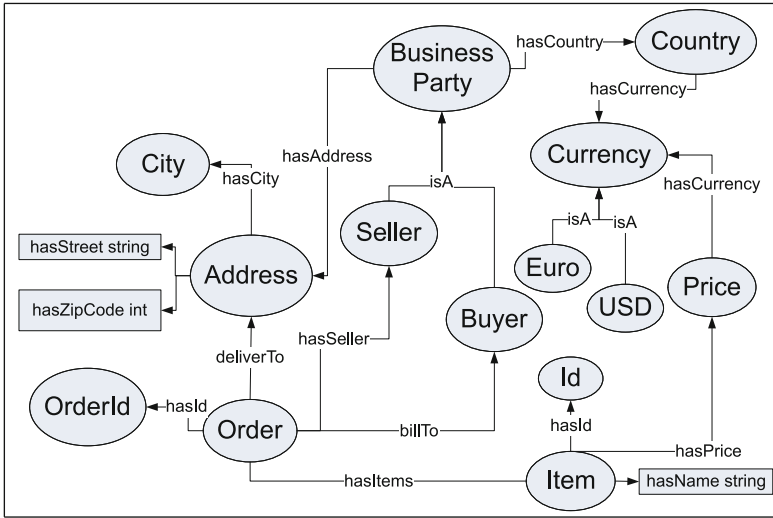 Business
Party
hasCountry
Country
hasCurrency
City
hasCity
hasAddress
isA
Currency
hasCurrency
hasStreet string
Address
Seller
isA
isA
Euro
USD
Price
hasZipCode int
Buyer
deliverTo
hasSeller
OrderId
hasId
Order
billTo
Id
hasId
hasPrice
hasItems
Item
hasName string